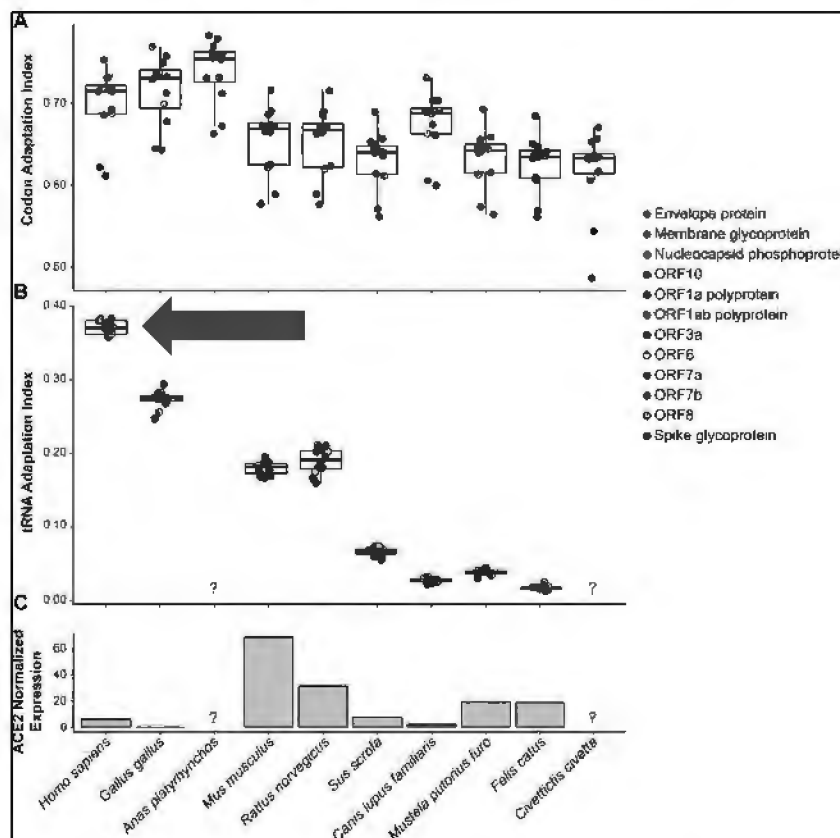 A
Codon Adaptation Index
0.70
0.60
0.50
B
tRNA Adaptation Index
0.40
0.30
0.20
0.10
0.00
?
?
C
ACE2 Normalized
Expression
60
40
20
0
?
?
Homo sapiens
Gallus gallus
Anas platyrhynchos
Mus musculus
Rattus norvegicus
Sus scrofa
Canis lupus familiaris
Mustela putorius furo
Felis catus
Civettictis civetta
Envelope protein
Membrane glycoprotein
Nucleocapsid phosphoprote
ORF10
ORF1a polyprotein
ORF1ab polyprotein
ORF3a
ORF6
ORF7a
ORF7b
ORF8
Spike glycoprotein